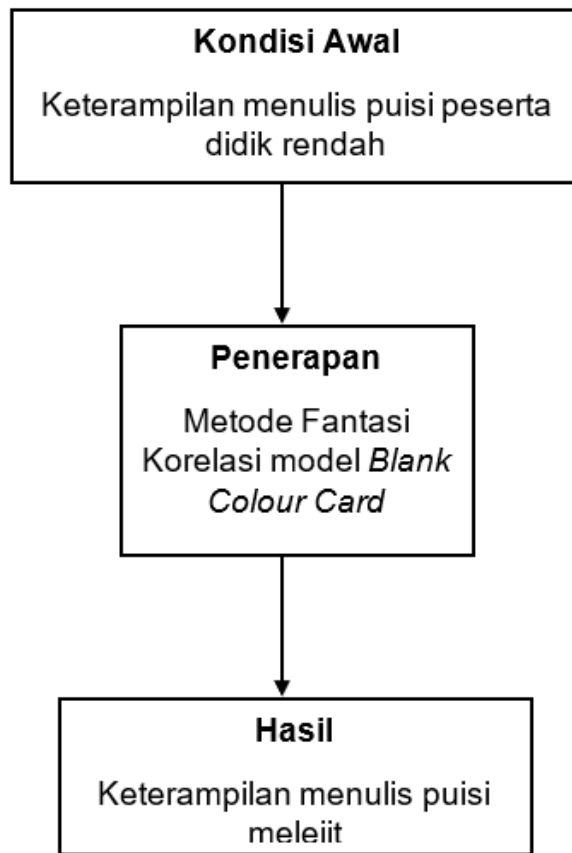 Kondisi Awal
Keterampilan menulis puisi peserta
didik rendah
Penerapan
Metode Fantasi
Korelasi model Blank
Colour Card
Hasil
Keterampilan menulis puisi
melejit